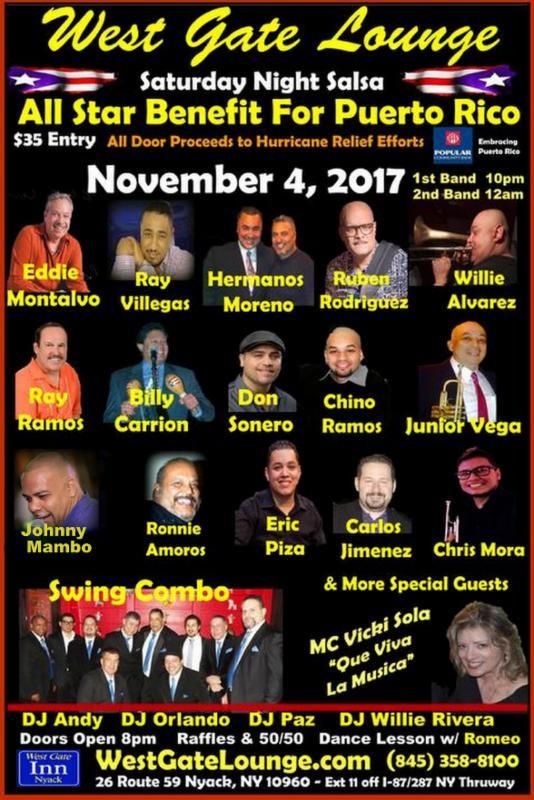 West Gate Lounge
Saturday Night Salsa
All Star Benefit For Puerto Rico
$35 Entry All Door Proceeds to Hurricane Relief Efforts
POPULAR
COMMUNITY BANK
Embracing
Puerto Rico
November 4, 2017
1st Band 10pm
2nd Band 12am
Eddie
Montalvo
Ray
Villegas
Hermanos
Moreno
Ruben
Rodriguez
Willie
Alvarez
Ray
Ramos
Billy
Carrion
Don
Sonero
Chino
Ramos
Junior Vega
Johnny
Mambo
Ronnie
Amoros
Eric
Piza
Carlos
Jimenez
Chris Mora
Swing Combo
& More Special Guests
MC Vicki Sola
"Que Viva
La Musica"
DJ Andy DJ Orlando DJ Paz DJ Willie Rivera
Doors Open 8pm Raffles & 50/50 Dance Lesson w/ Romeo
West Gate
Inn
Nyack
WestGateLounge.com (845) 358-8100
26 Route 59 Nyack, NY 10960 - Ext 11 off I-87/287 NY Thruway